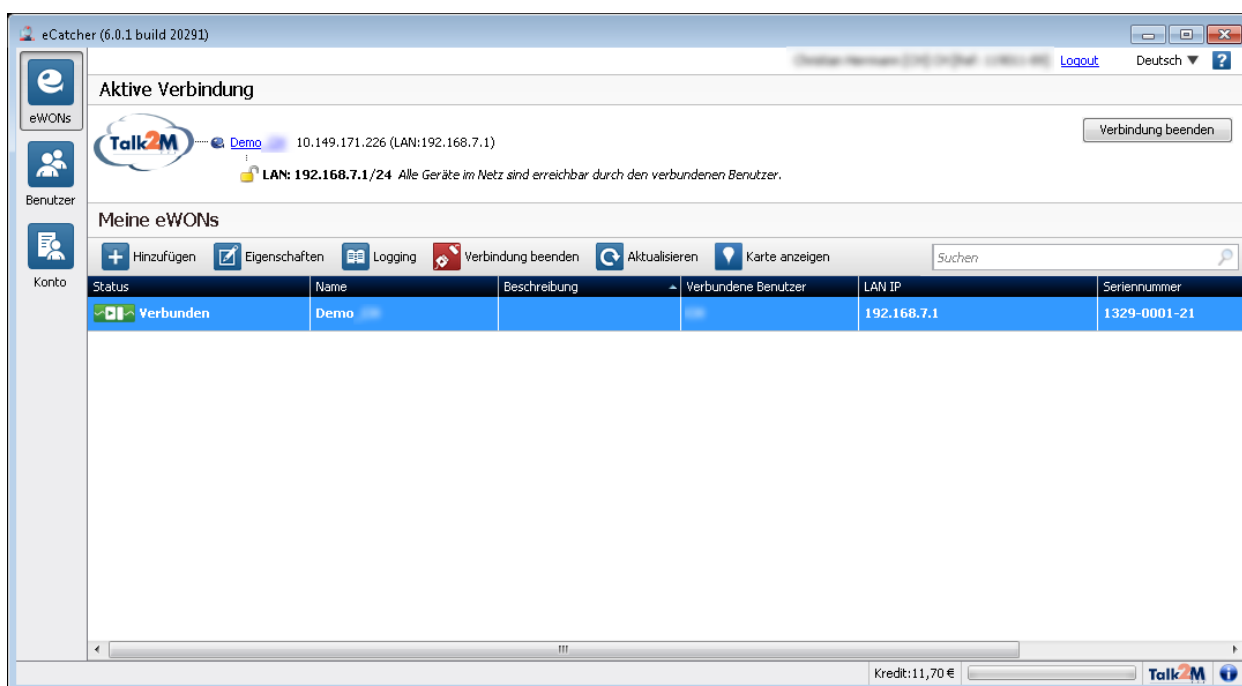 eCatcher (6.0.1 build 20291)
Logout Deutsch ?
eWONs
Benutzer
Konto
Aktive Verbindung
Talk2M Demo 10.149.171.226 (LAN:192.168.7.1) Verbindung beenden
LAN: 192.168.7.1/24 Alle Geräte im Netz sind erreichbar durch den verbundenen Benutzer.
Meine eWONs
Hinzufügen Eigenschaften Logging Verbindung beenden Aktualisieren Karte anzeigen Suchen
Status Name Beschreibung Verbundene Benutzer LAN IP Seriennummer
Verbunden Demo 192.168.7.1 1329-0001-21
Kredit:11,70 € Talk2M